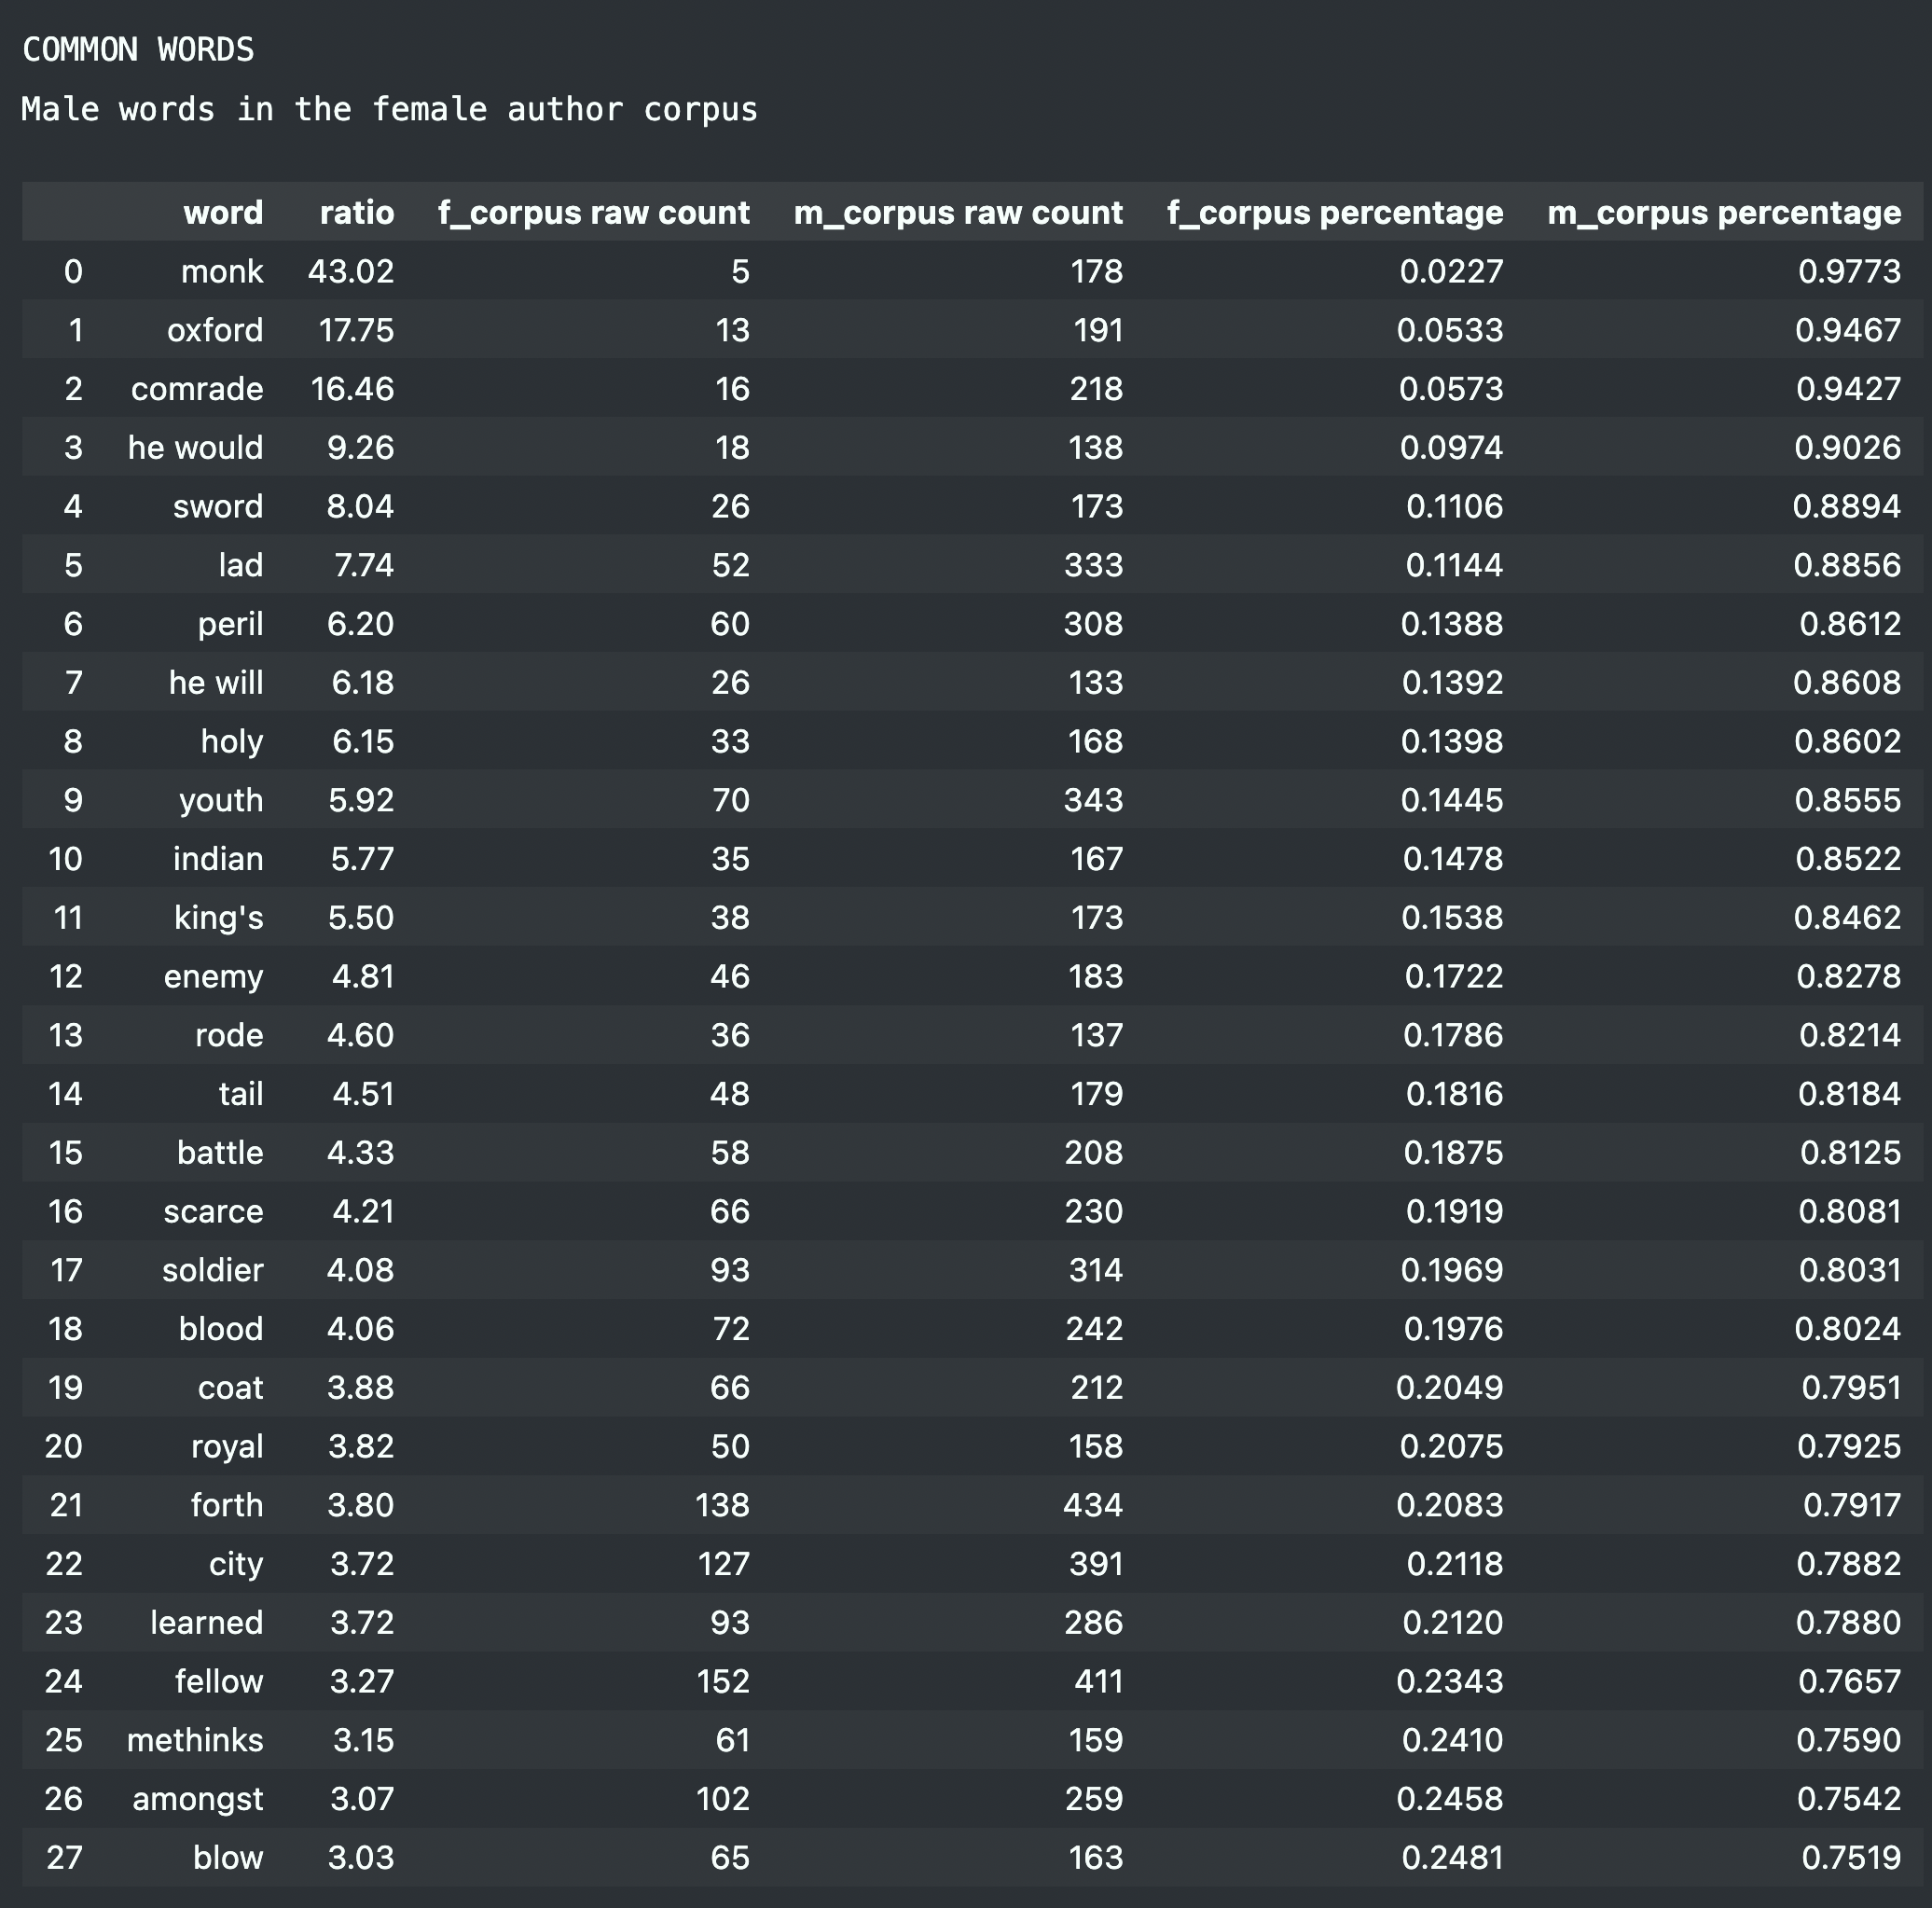 COMMON WORDS
Male words in the female author corpus
word ratio f_corpus raw count m_corpus raw count f_corpus percentage m_corpus percentage
0 monk 43.02 5 178 0.0227 0.9773
1 oxford 17.75 13 191 0.0533 0.9467
2 comrade 16.46 16 218 0.0573 0.9427
3 he would 9.26 18 138 0.0974 0.9026
4 sword 8.04 26 173 0.1106 0.8894
5 lad 7.74 52 333 0.1144 0.8856
6 peril 6.20 60 308 0.1388 0.8612
7 he will 6.18 26 133 0.1392 0.8608
8 holy 6.15 33 168 0.1398 0.8602
9 youth 5.92 70 343 0.1445 0.8555
10 indian 5.77 35 167 0.1478 0.8522
11 king's 5.50 38 173 0.1538 0.8462
12 enemy 4.81 46 183 0.1722 0.8278
13 rode 4.60 36 137 0.1786 0.8214
14 tail 4.51 48 179 0.1816 0.8184
15 battle 4.33 58 208 0.1875 0.8125
16 scarce 4.21 66 230 0.1919 0.8081
17 soldier 4.08 93 314 0.1969 0.8031
18 blood 4.06 72 242 0.1976 0.8024
19 coat 3.88 66 212 0.2049 0.7951
20 royal 3.82 50 158 0.2075 0.7925
21 forth 3.80 138 434 0.2083 0.7917
22 city 3.72 127 391 0.2118 0.7882
23 learned 3.72 93 286 0.2120 0.7880
24 fellow 3.27 152 411 0.2343 0.7657
25 methinks 3.15 61 159 0.2410 0.7590
26 amongst 3.07 102 259 0.2458 0.7542
27 blow 3.03 65 163 0.2481 0.7519